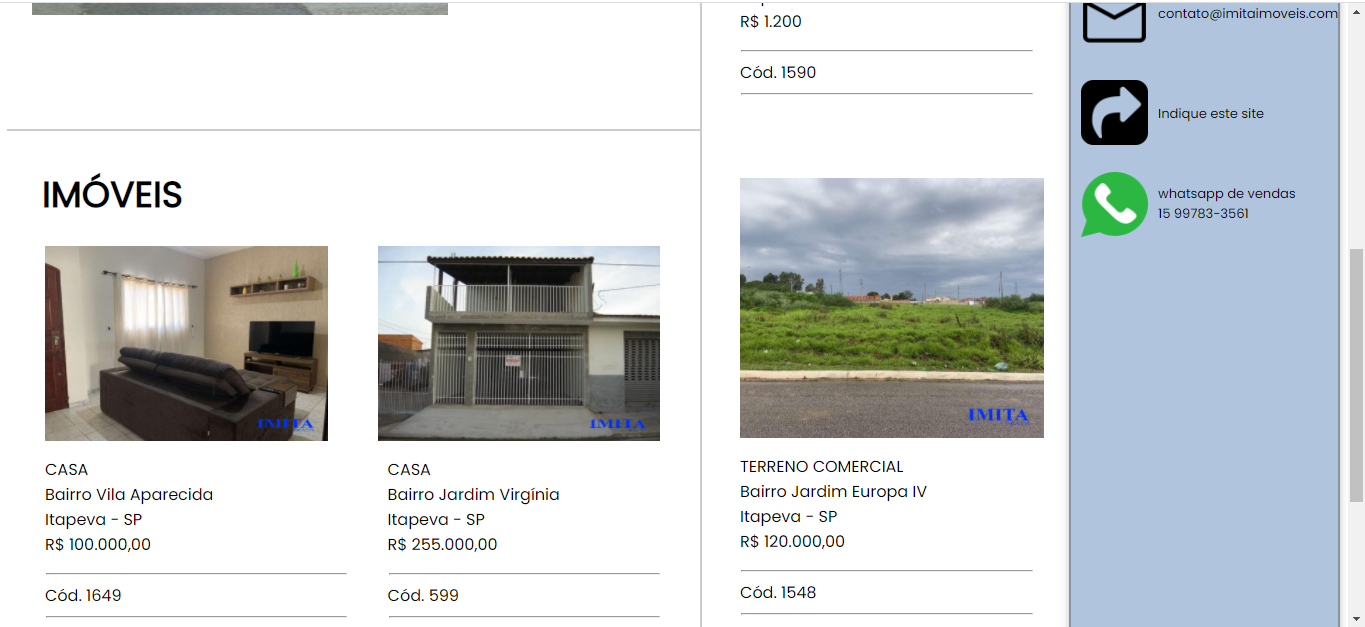 R$ 1.200
Cód. 1590
contato@imitaimoveis.com
Indique este site
whatsapp de vendas
15 99783-3561
IMÓVEIS
IMITA
CASA
Bairro Vila Aparecida
Itapeva - SP
R$ 100.000,00
Cód. 1649
IMITA
CASA
Bairro Jardim Virgínia
Itapeva - SP
R$ 255.000,00
Cód. 599
IMITA
TERRENO COMERCIAL
Bairro Jardim Europa IV
Itapeva - SP
R$ 120.000,00
Cód. 1548